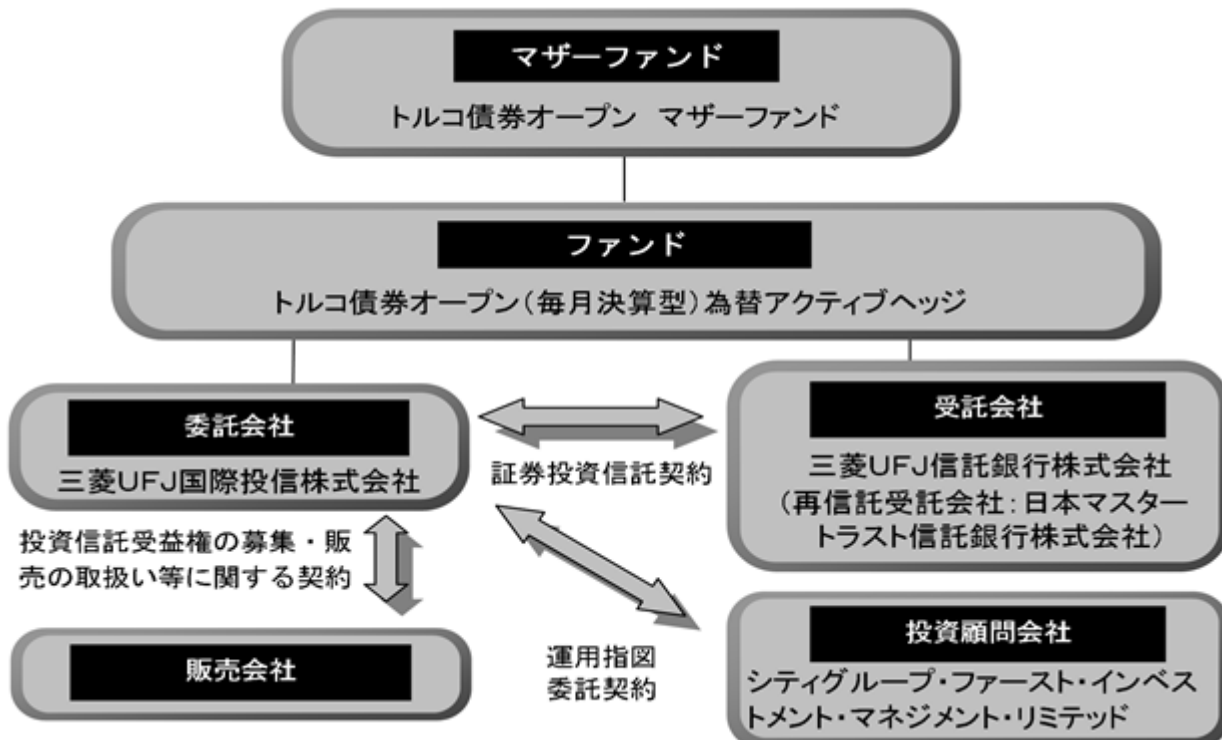 マザーファンド
トルコ債券オープン　マザーファンド
ファンド
トルコ債券オープン(毎月決算型)為替アクティブヘッジ
委託会社
三菱UFJ国際投信株式会社
証券投資信託契約
受託会社
三菱UFJ信託銀行株式会社
(再信託受託会社:日本マスター
トラスト信託銀行株式会社)
投資信託受益権の募集・販
売の取扱い等に関する契約
販売会社
運用指図
委託契約
投資顧問会社
シティグループ・ファースト・インベス
トメント・マネジメント・リミテッド